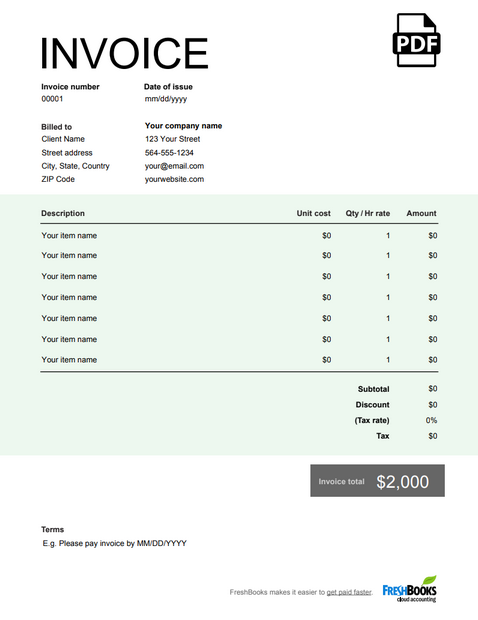 INVOICE
PDF
Invoice number Date of issue
00001 mm/dd/yyyy
Billed to Your company name
Client Name 123 Your Street
Street address 564-555-1234
City, State, Country your@email.com
ZIP Code yourwebsite.com
Description Unit cost Qty / Hr rate Amount
Your item name $0 1 $0
Your item name $0 1 $0
Your item name $0 1 $0
Your item name $0 1 $0
Your item name $0 1 $0
Your item name $0 1 $0
Your item name $0 1 $0
Subtotal $0
Discount $0
(Tax rate) 0%
Tax $0
Invoice total $2,000
Terms
E.g. Please pay invoice by MM/DD/YYYY
FreshBooks makes it easier to get paid faster. FRESHBOOKS
cloud accounting